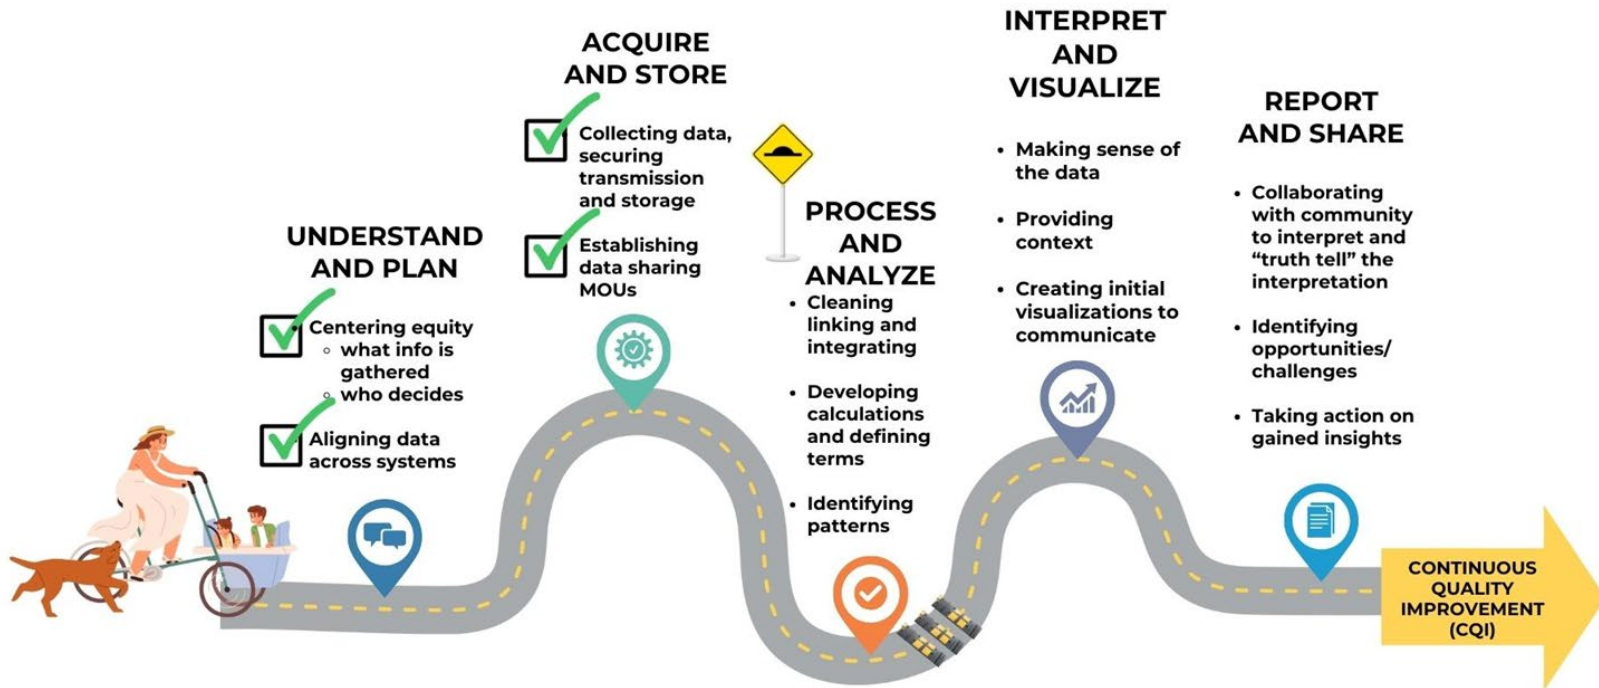 UNDERSTAND
AND PLAN
Centering equity
what info is
gathered
who decides
Aligning data
across systems
ACQUIRE
AND STORE
Collecting data,
securing
transmission
and storage
Establishing
data sharing
MOUs
PROCESS
AND
ANALYZE
Cleaning
linking and
integrating
Developing
calculations
and defining
terms
Identifying
patterns
INTERPRET
AND
VISUALIZE
Making sense of
the data
Providing
context
Creating initial
visualizations to
communicate
REPORT
AND SHARE
Collaborating
with community
to interpret and
“truth tell” the
interpretation
Identifying
opportunities/
challenges
Taking action on
gained insights
CONTINUOUS
QUALITY
IMPROVEMENT
(CQI)